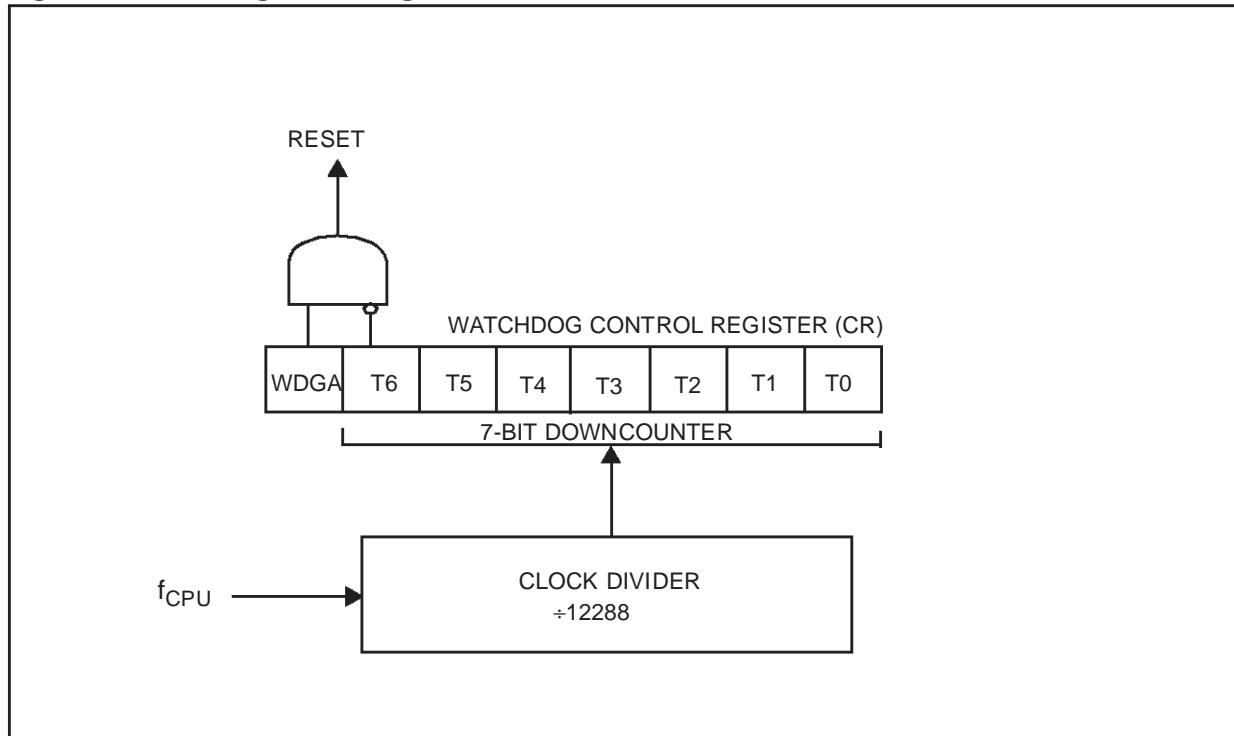 RESET
WATCHDOG CONTROL REGISTER (CR)
WDGA T6 T5 T4 T3 T2 T1 T0
7-BIT DOWNCOUNTER
fCPU
CLOCK DIVIDER
÷12288